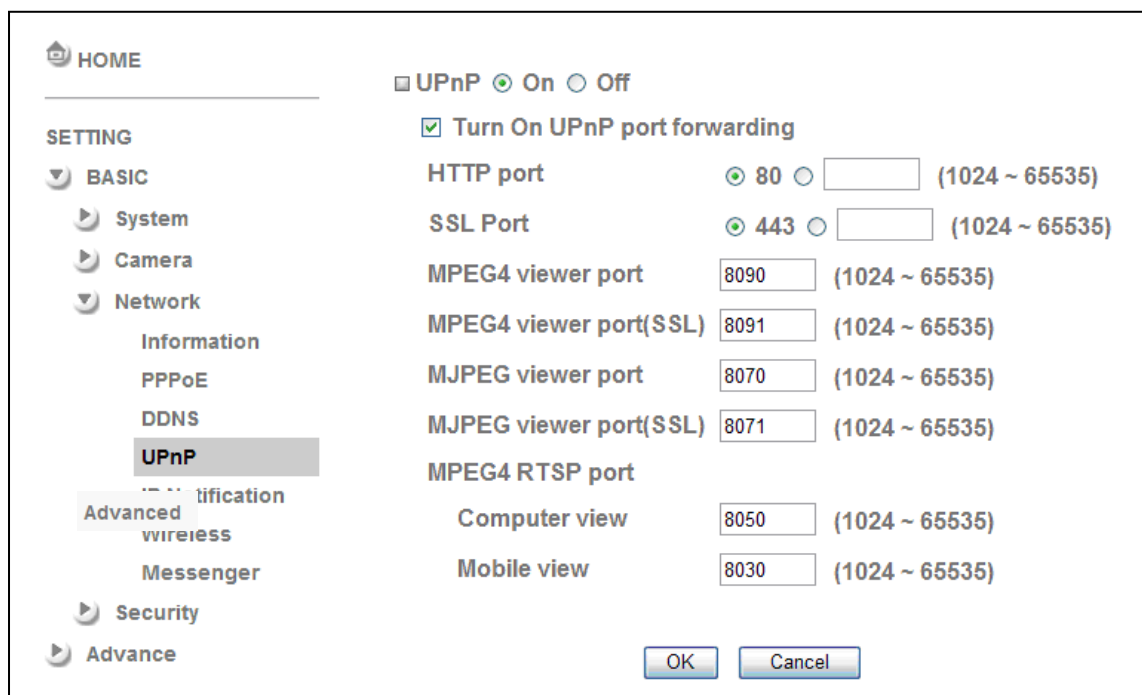 HOME
SETTING
BASIC
System
Camera
Network
Information
PPPoE
DDNS
UPnP
Notification
Advanced
Wireless
Messenger
Security
Advance
UPnP On Off
Turn On UPnP port forwarding
HTTP port 80 (1024 ~ 65535)
SSL Port 443 (1024 ~ 65535)
MPEG4 viewer port 8090 (1024 ~ 65535)
MPEG4 viewer port(SSL) 8091 (1024 ~ 65535)
MJPEG viewer port 8070 (1024 ~ 65535)
MJPEG viewer port(SSL) 8071 (1024 ~ 65535)
MPEG4 RTSP port
Computer view 8050 (1024 ~ 65535)
Mobile view 8030 (1024 ~ 65535)
OK Cancel